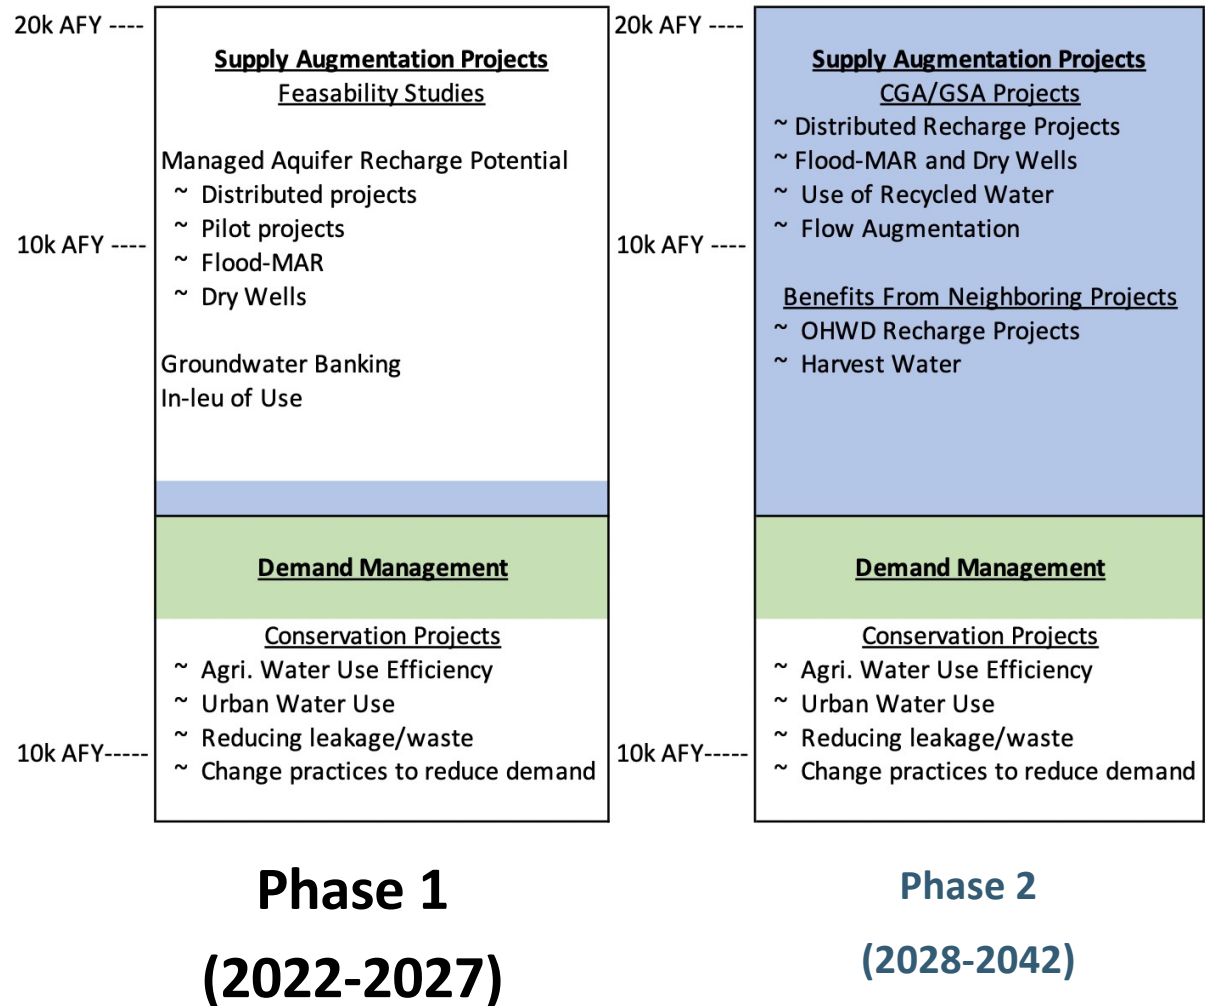 20k AFY ----
Supply Augmentation Projects
Feasability Studies
Managed Aquifer Recharge Potential
~ Distributed projects
10k AFY ----
~ Pilot projects
~ Flood-MAR
~ Dry Wells
Groundwater Banking
In-leu of Use
Demand Management
Conservation Projects
~ Agri. Water Use Efficiency
~ Urban Water Use
10k AFY-----
~ Reducing leakage/waste
~ Change practices to reduce demand
Phase 1
(2022-2027)
20k AFY ----
Supply Augmentation Projects
CGA/GSA Projects
~ Distributed Recharge Projects
~ Flood-MAR and Dry Wells
~ Use of Recycled Water
10k AFY ----
~ Flow Augmentation
Benefits From Neighboring Projects
~ OHWD Recharge Projects
~ Harvest Water
Demand Management
Conservation Projects
~ Agri. Water Use Efficiency
~ Urban Water Use
10k AFY-----
~ Reducing leakage/waste
~ Change practices to reduce demand
Phase 2
(2028-2042)